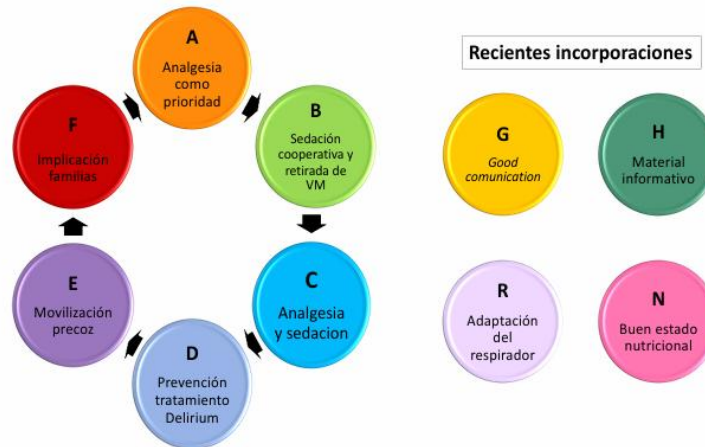 A
Analgesia
como
prioridad
B
Sedación
cooperativa y
retirada de
VM
C
Analgesia
y sedacion
D
Prevención
tratamiento
Delirium
E
Movilización
precoz
F
Implicación
familias
Recientes incorporaciones
G
Good
comunication
H
Material
informativo
R
Adaptación
del
respirador
N
Buen estado
nutricional